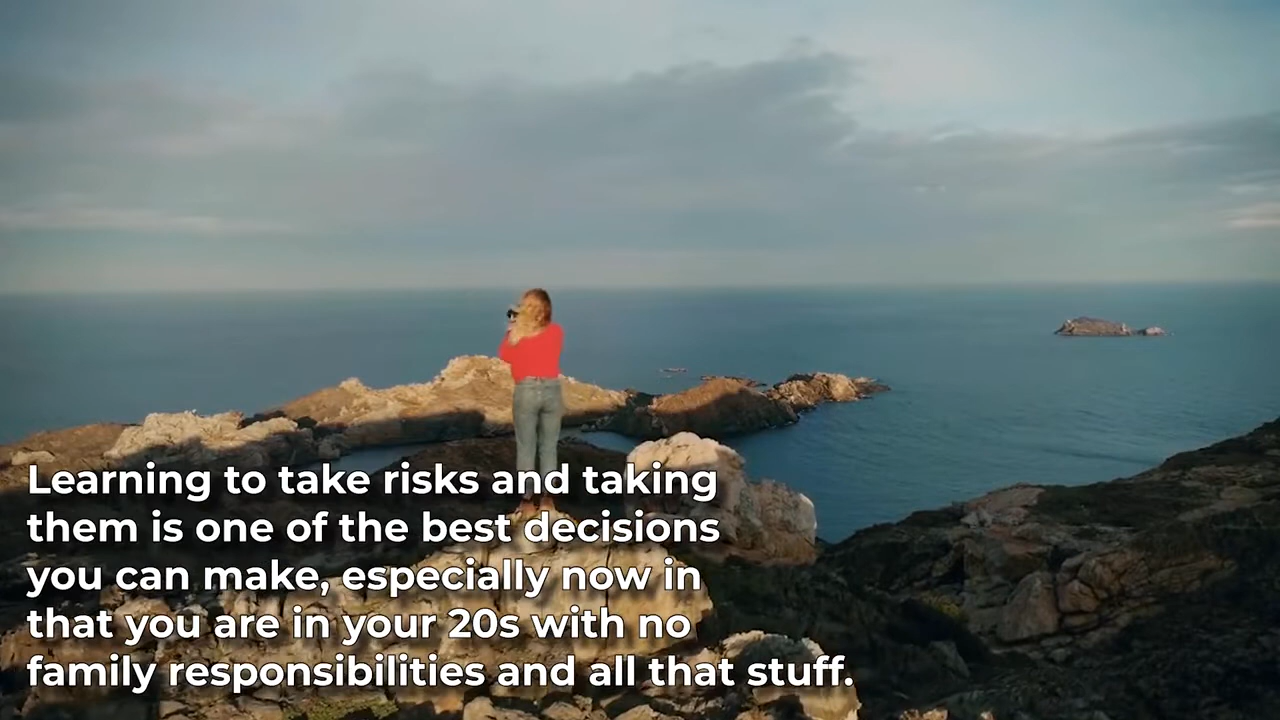 Learning to take risks and taking
them is one of the best decisions
you can make, especially now in
that you are in your 20s with no
family responsibilities and all that stuff.